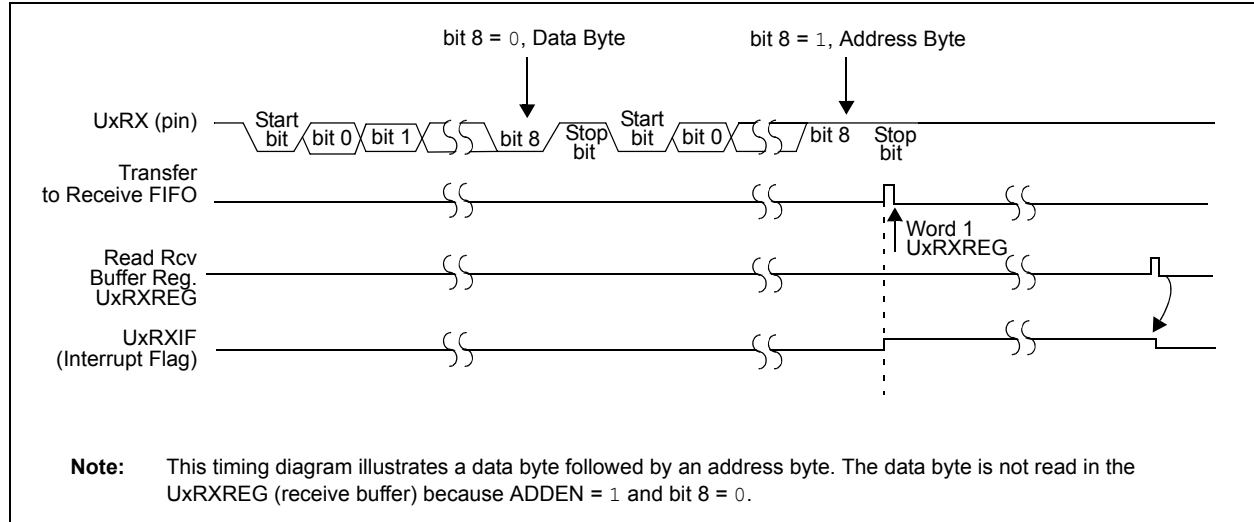 bit 8 = 0, Data Byte
bit 8 = 1, Address Byte
UxRX (pin)
Start
bit
bit 0
bit 1
bit 8
Stop
bit
Start
bit
bit 0
bit 8
Stop
bit
Transfer
to Receive FIFO
Word 1
UxRXREG
Read Rcv
Buffer Reg.
UxRXREG
UxRXIF
(Interrupt Flag)
Note: This timing diagram illustrates a data byte followed by an address byte. The data byte is not read in the
UxRXREG (receive buffer) because ADDEN = 1 and bit 8 = 0.